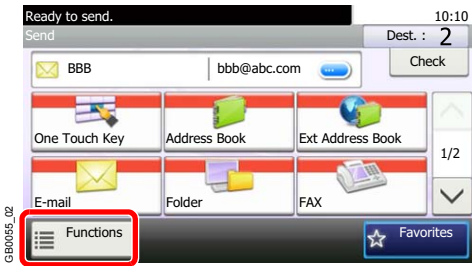 Ready to send. 10:10
Send Dest. : 2
BBB bbb@abc.com Check
One Touch Key Address Book Ext Address Book
1/2
E-mail Folder FAX
Functions Favorites
GB0055_02